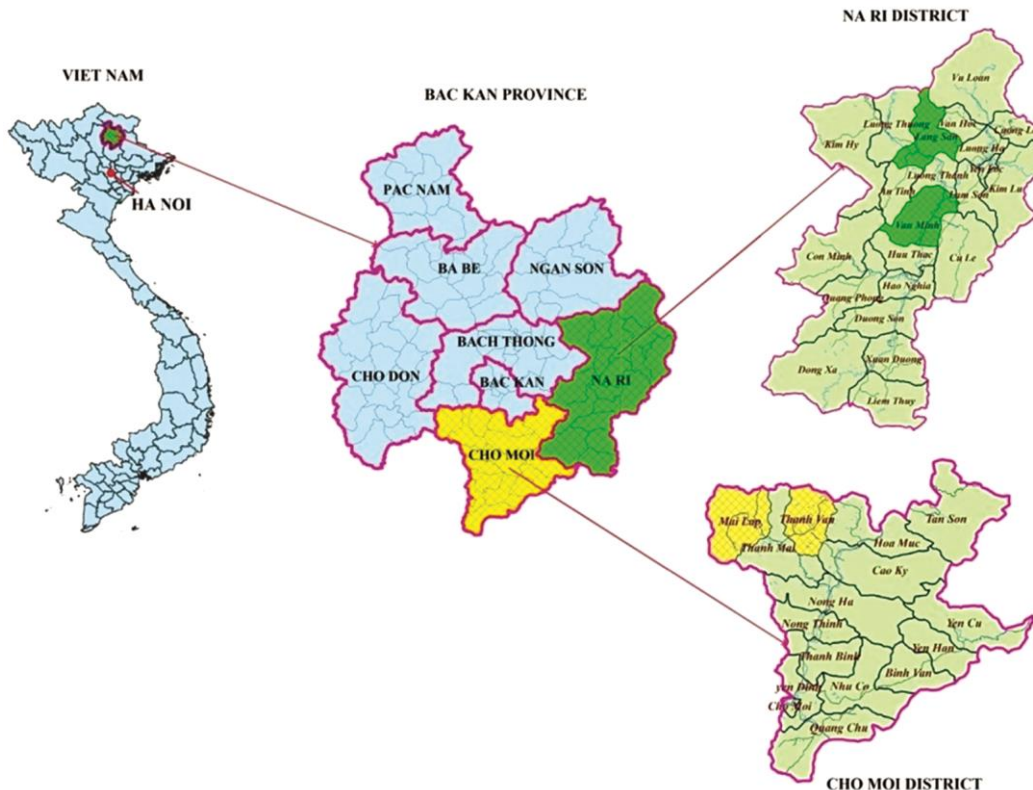 VIET NAM
HA NOI
BAC KAN PROVINCE
PAC NAM
BA BE
NGAN SON
BACH THONG
CHO DON
BAC KAN
NA RI
CHO MOI
NA RI DISTRICT
Vu Loan
Luong Thuong
Van Hoc
Lang San
Kim Hy
Luong Ha
Luong Thanh
An Tinh
Lam Son
Kim Lu
Van Minh
Con Minh
Huu Thac
Cu Le
Hao Nghia
Quang Phong
Duong Son
Xuan Duong
Dong Xa
Liem Thuy
Mai Lap
Thanh Van
Tan Son
Thanh Mai
Hoa Muc
Cao Ky
Nong Ha
Nong Thinh
Yen Cu
Yen Han
Thanh Binh
Binh Van
yen Dinh
Nhu Co
Cho Moi
Quang Chu
CHO MOI DISTRICT